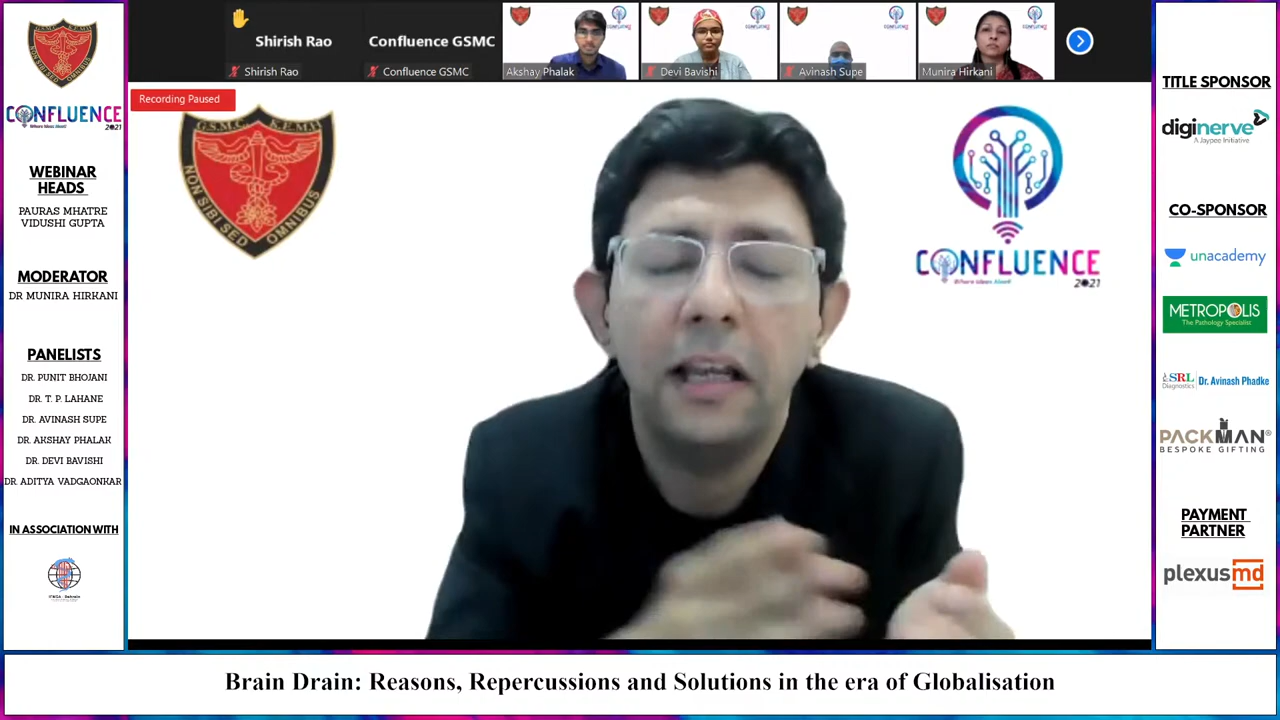 CONFLUENCE
Where Ideas Abode!
2021
WEBINAR
HEADS
PAURAS MHATRE
VIDUSHI GUPTA
MODERATOR
DR MUNIRA HIRKANI
PANELISTS
DR. PUNIT BHOJANI
DR. T. P. LAHANE
DR. AVINASH SUPE
DR. AKSHAY PHALAK
DR. DEVI BAVISHI
DR. ADITYA VADGAONKAR
IN ASSOCIATION WITH
Shirish Rao
Shirish Rao
Confluence GSMC
Confluence GSMC
Akshay Phalak
Devi Bavishi
Avinash Supe
Munira Hirkani
Recording Paused
G.S.M.C. K.E.M.H
NON SIBI SED OMNIBUS
CONFLUENCE
2021
TITLE SPONSOR
diginerve
A Jaypee Initiative
CO-SPONSOR
unacademy
METROPOLIS
The Pathology Specialist
SRL Dr. Avinash Phadke
Diagnostics
PACKMAN®
BESPOKE GIFTING
PAYMENT
PARTNER
plexusmd
Brain Drain: Reasons, Repercussions and Solutions in the era of Globalisation